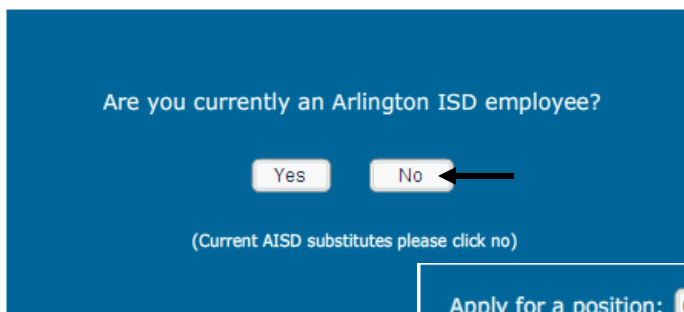 Are you currently an Arlington ISD employee?
Yes No
(Current AISD substitutes please click no)
Apply for a position: